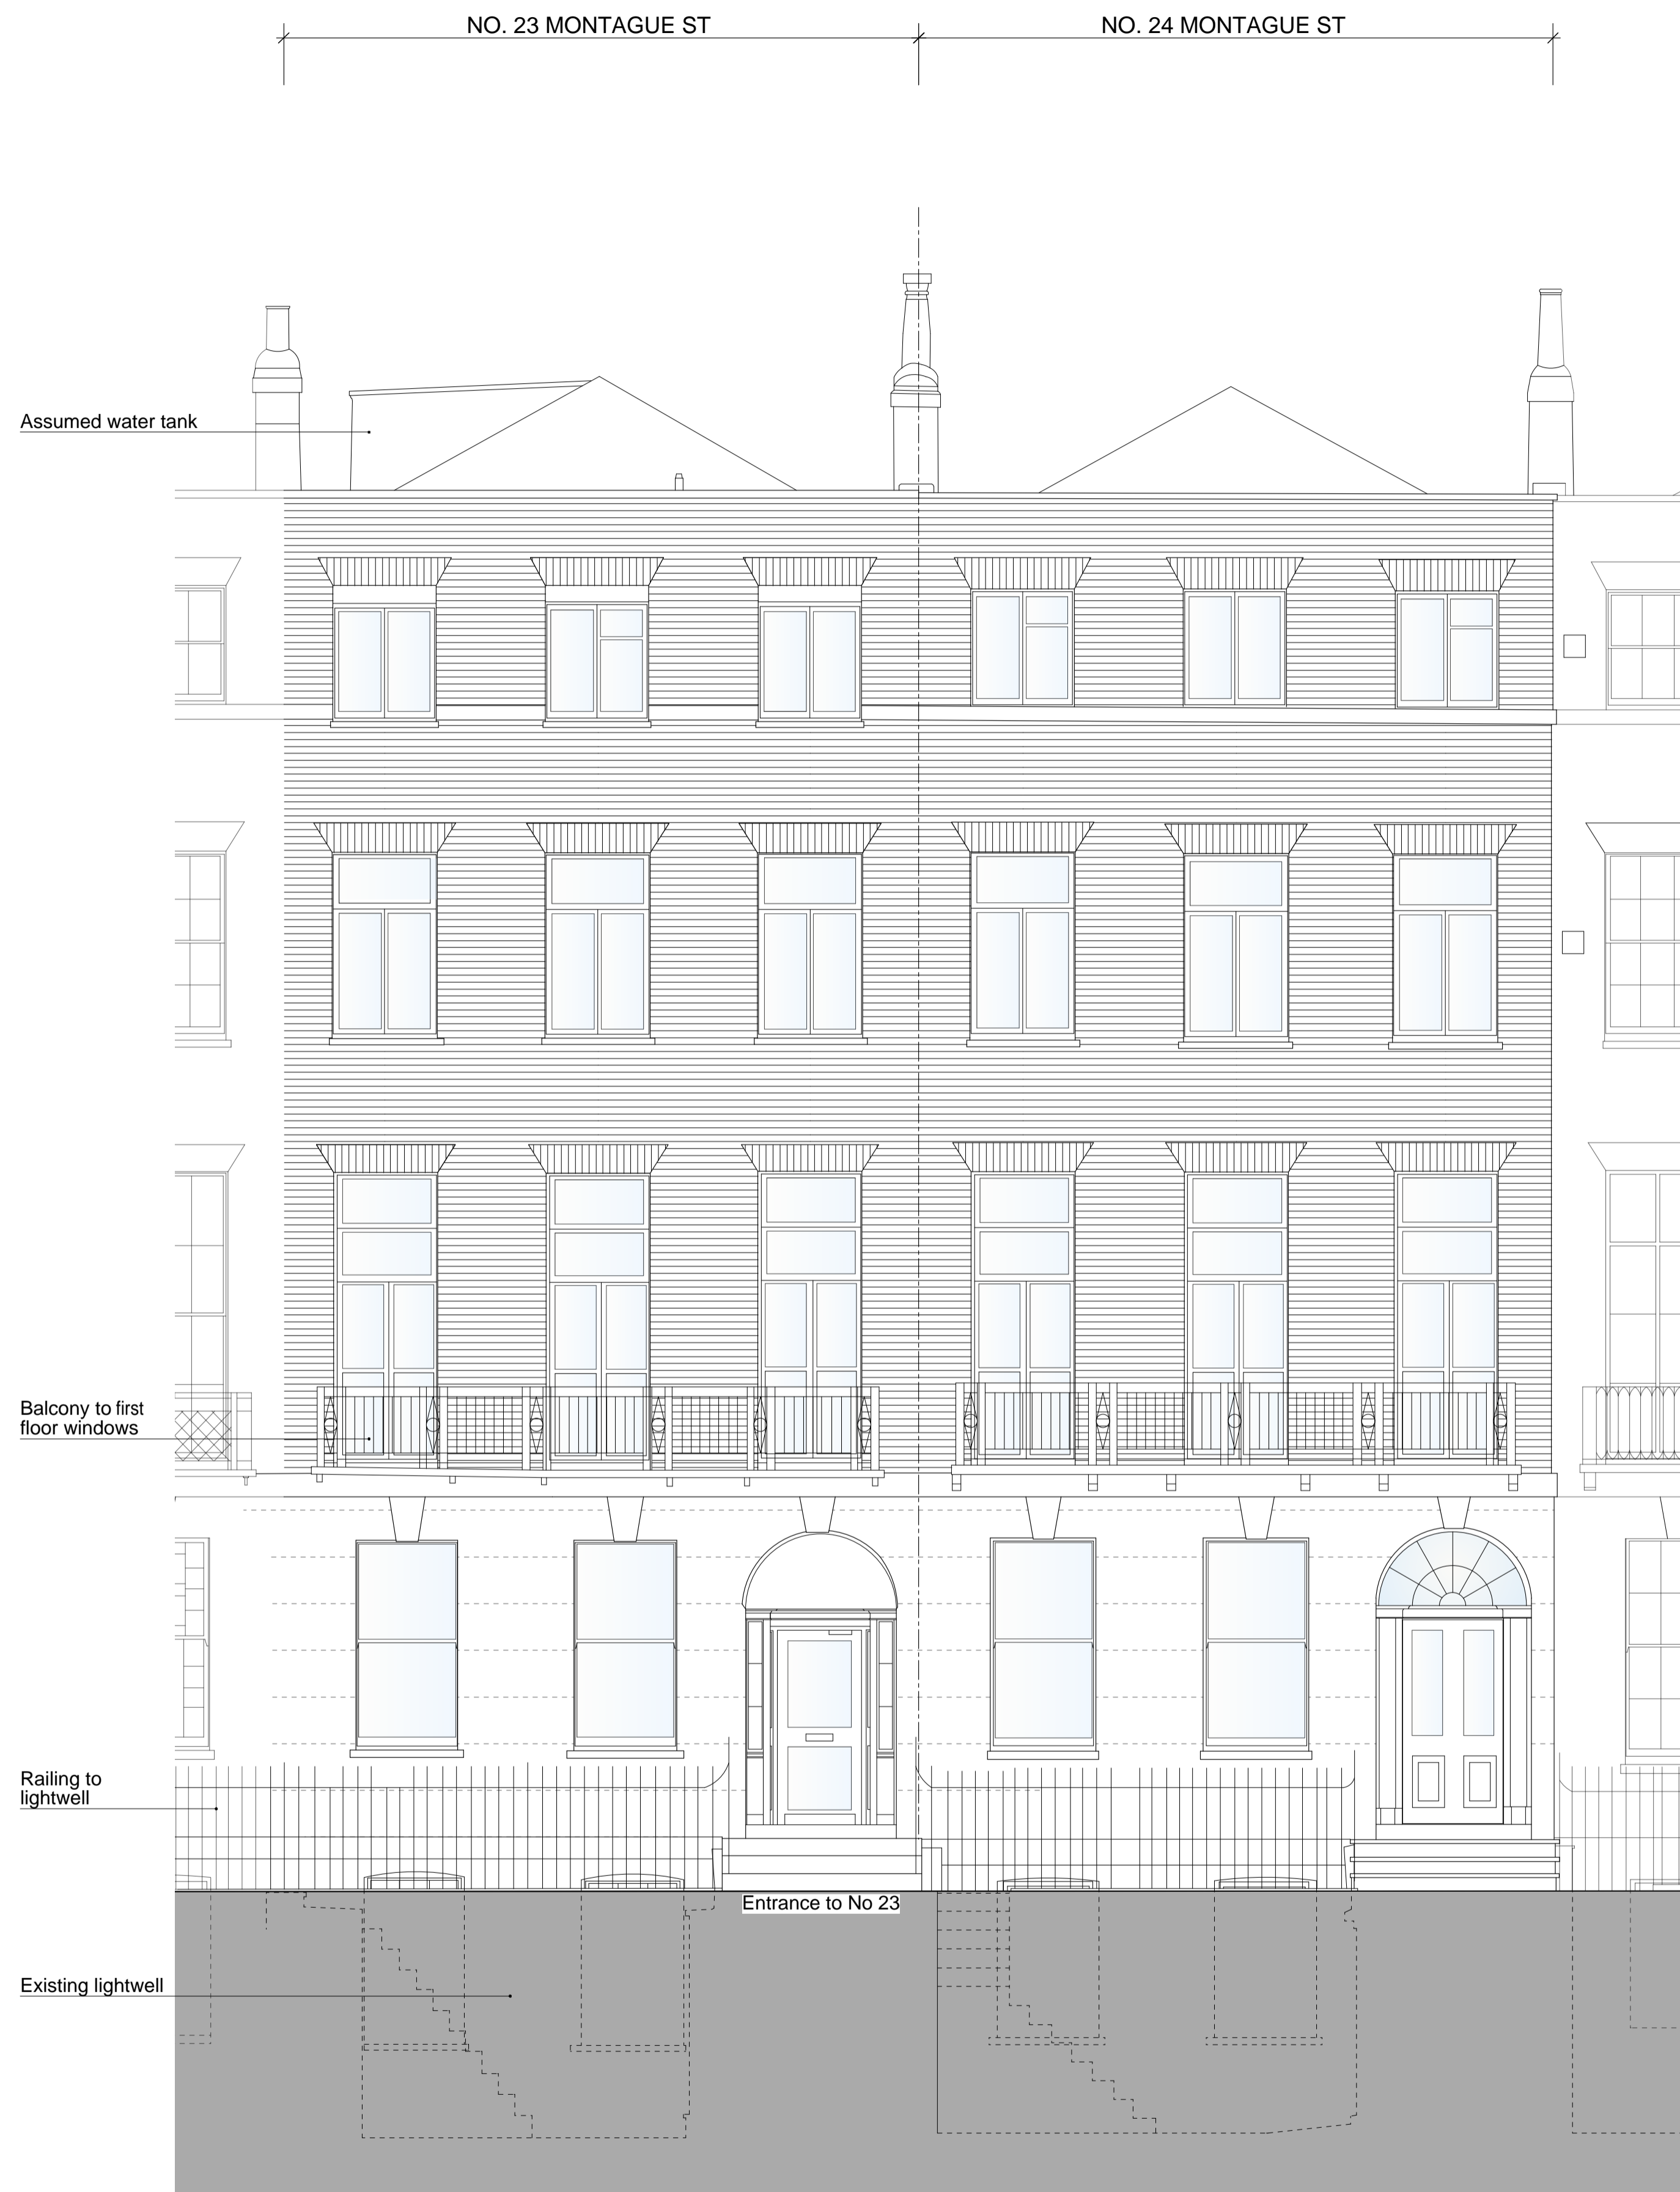 NO. 23 MONTAGUE ST
NO. 24 MONTAGUE ST
Assumed water tank
Balcony to first
floor windows
Railing to
lightwell
Entrance to No 23
Existing lightwell